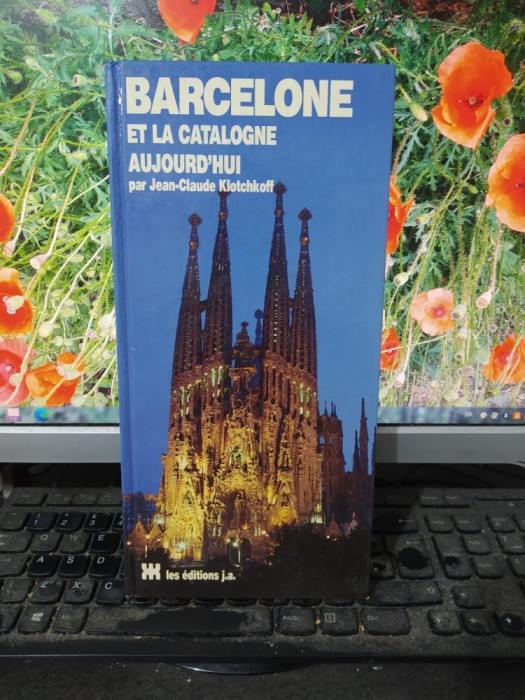 BARCELONE
ET LA CATALOGNE
AUJOURD'HUI
par Jean-Claude Klotchkoff
les éditions j.a.